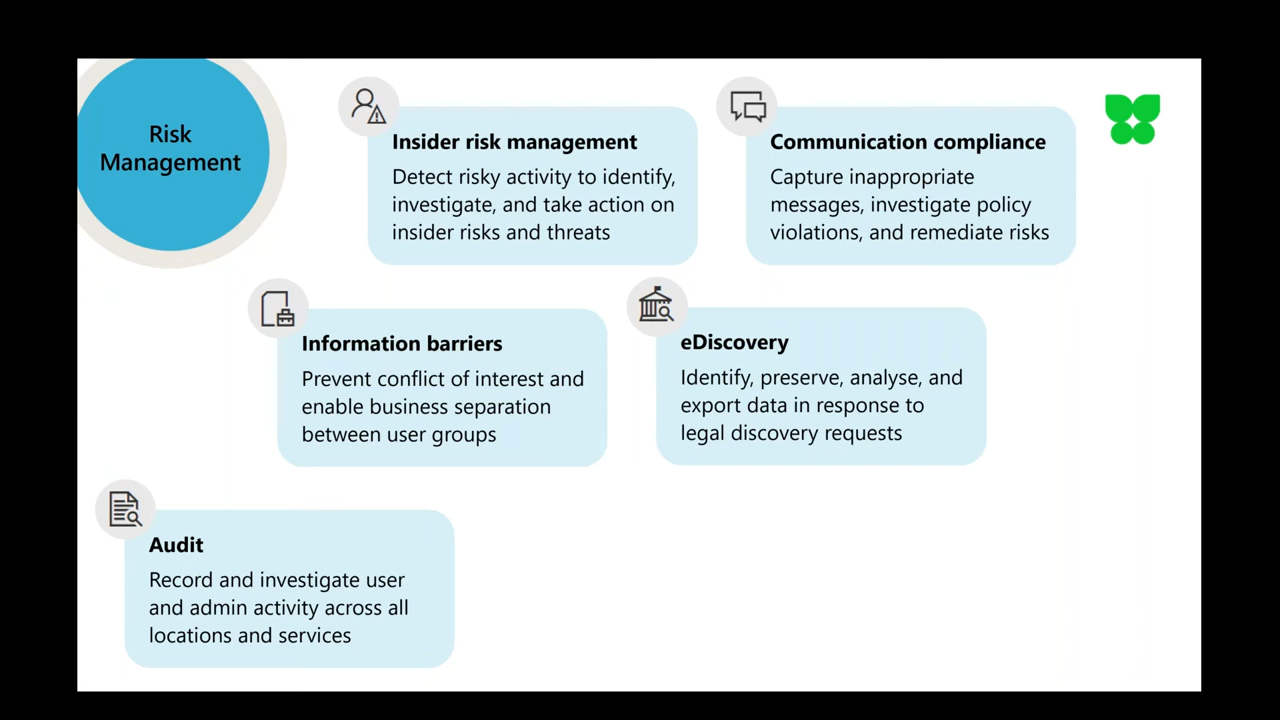 Risk
Management
Insider risk management
Detect risky activity to identify,
investigate, and take action on
insider risks and threats
Communication compliance
Capture inappropriate
messages, investigate policy
violations, and remediate risks
Information barriers
Prevent conflict of interest and
enable business separation
between user groups
eDiscovery
Identify, preserve, analyse, and
export data in response to
legal discovery requests
Audit
Record and investigate user
and admin activity across all
locations and services